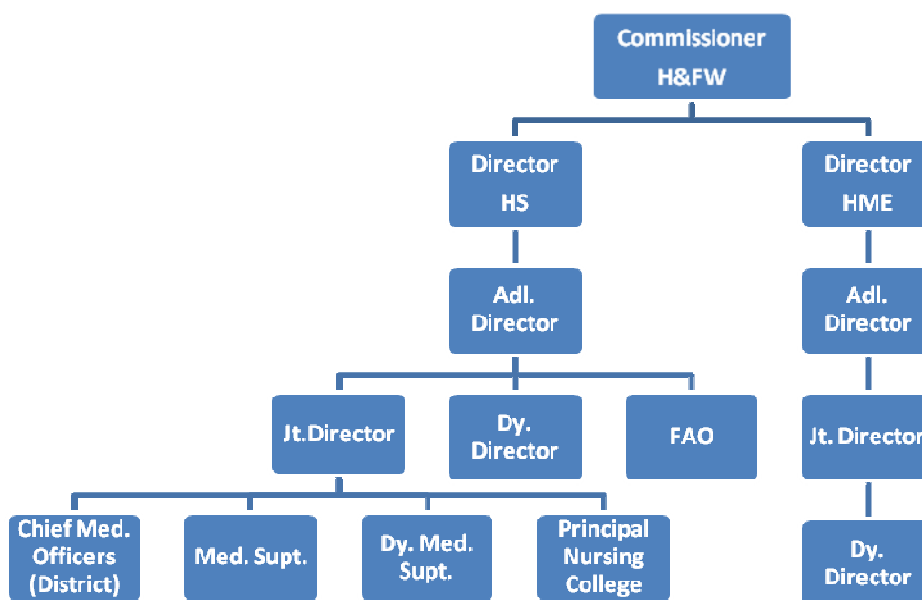 Commissioner
H&FW
Director
HS
Director
HME
Adl.
Director
Adl.
Director
Jt.Director
Dy.
Director
FAO
Jt. Director
Chief Med.
Officers
(District)
Med. Supt.
Dy. Med.
Supt.
Principal
Nursing
College
Dy.
Director